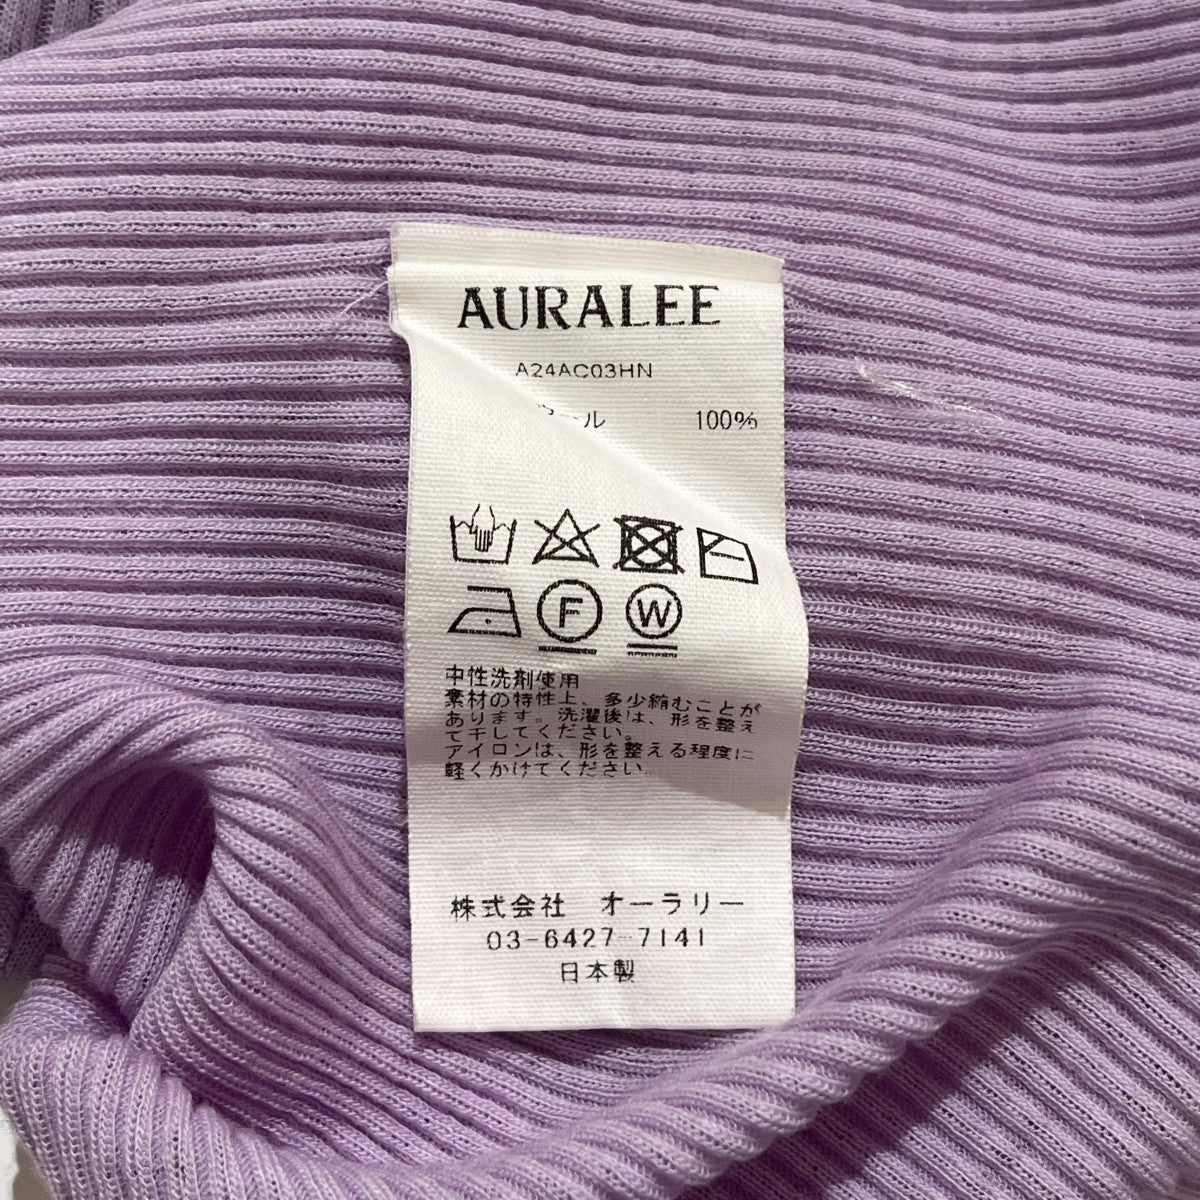 AURALEE
A24AC03HN
ウール 100%
F W
中性洗剤使用
素材の特性上、多少縮むことが
あります。洗濯後は、形を整え
て干してください。
アイロンは、形を整える程度に
軽くかけてください。
株式会社 オーラリー
03-6427-7141
日本製